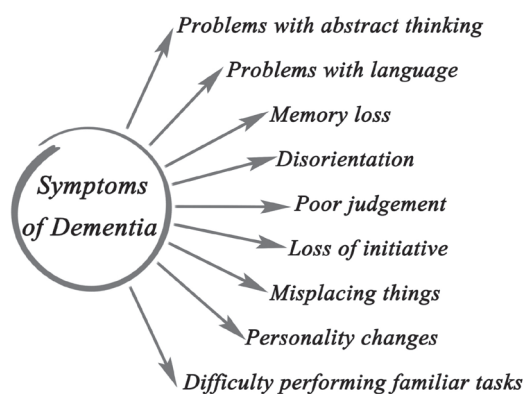 Problems with abstract thinking
Problems with language
Memory loss
Disorientation
Symptoms
of Dementia
Poor judgement
Loss of initiative
Misplacing things
Personality changes
Difficulty performing familiar tasks